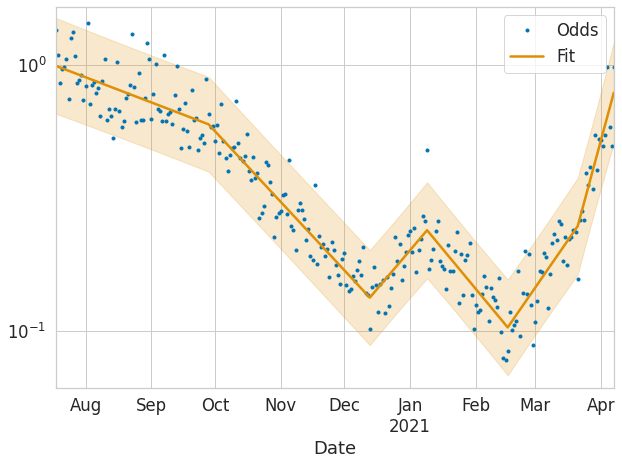 Odds
Fit
10⁰
10⁻¹
Aug Sep Oct Nov Dec Jan Feb Mar Apr
2021
Date